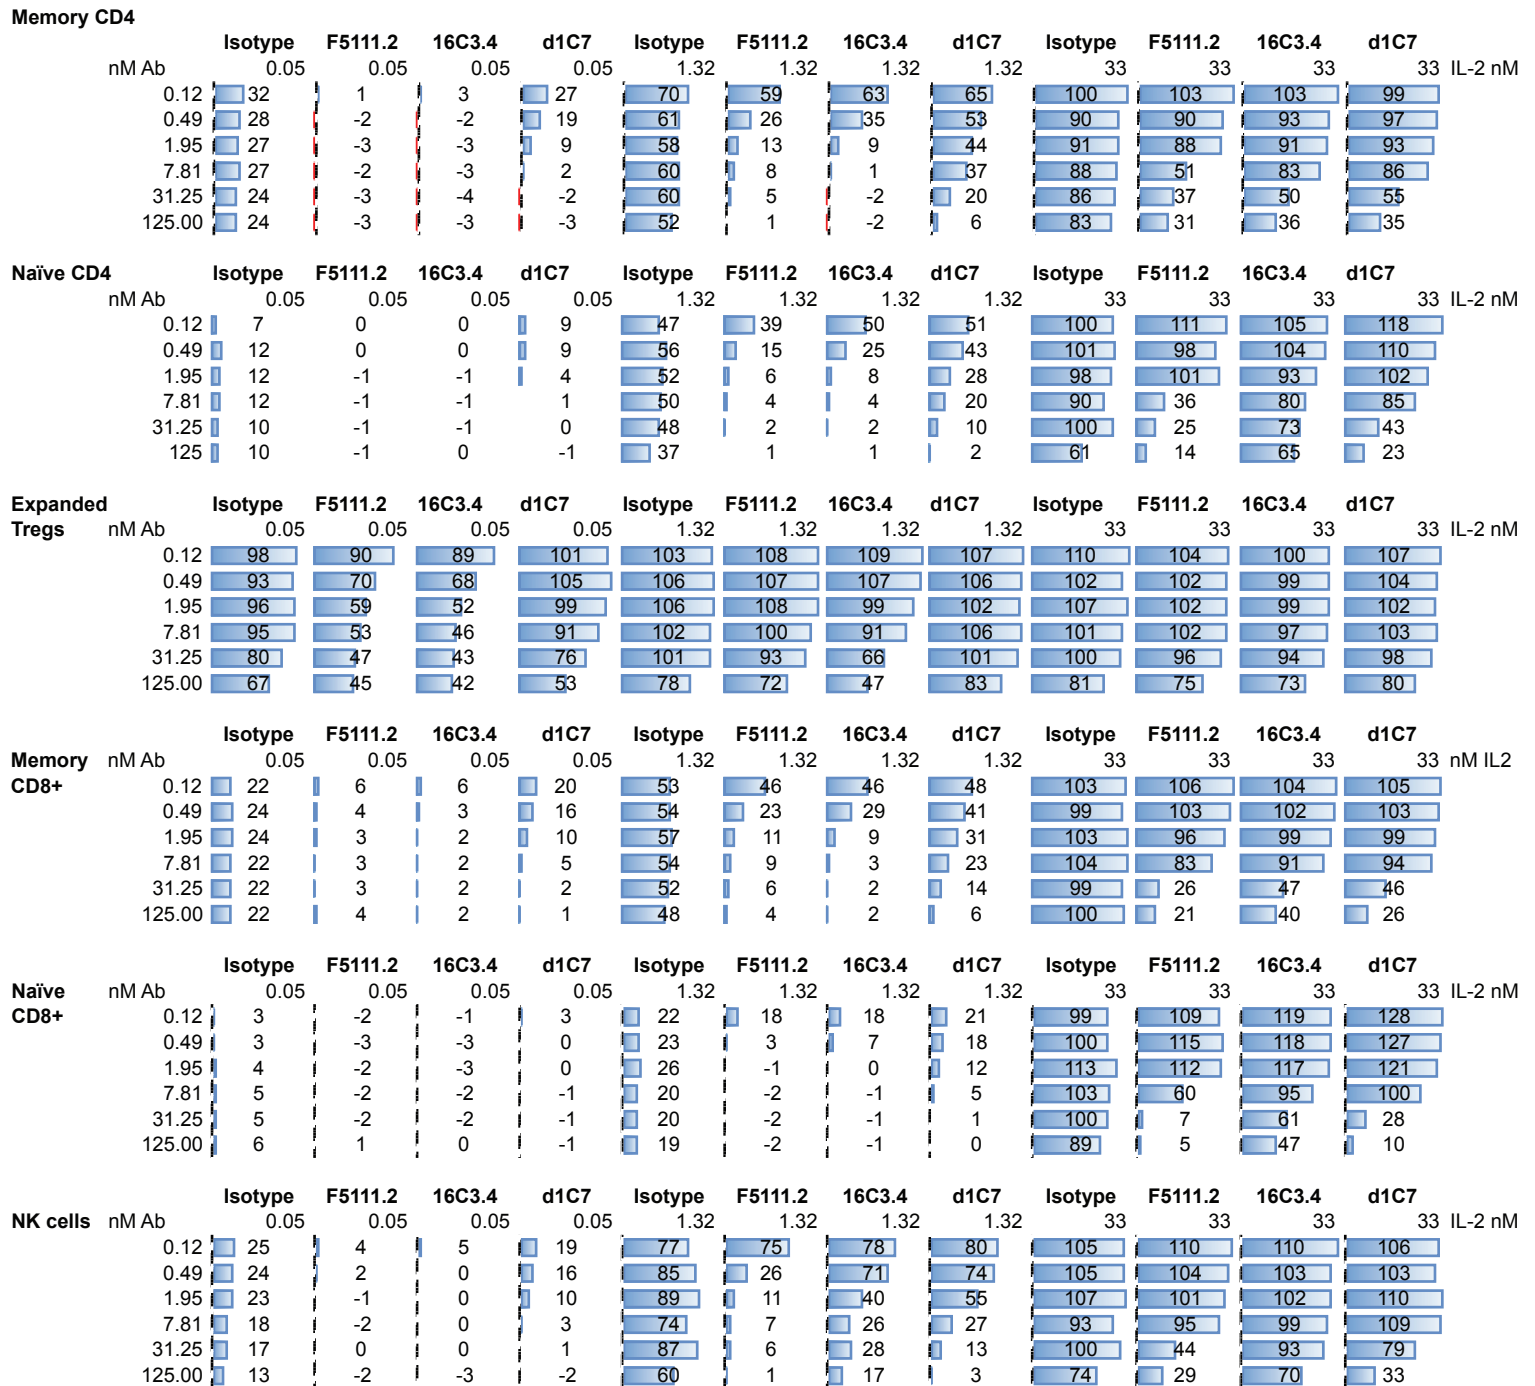 Memory CD4
Isotype F5111.2 16C3.4 d1C7 Isotype F5111.2 16C3.4 d1C7 Isotype F5111.2 16C3.4 d1C7
nM Ab 0.05 0.05 0.05 0.05 1.32 1.32 1.32 1.32 33 33 33 33 IL-2 nM
0.12 32 1 3 27 70 59 63 65 100 103 103 99
0.49 28 -2 -2 19 61 26 35 53 90 90 93 97
1.95 27 -3 -3 9 58 13 9 44 91 88 91 93
7.81 27 -2 -3 2 60 8 1 37 88 51 83 86
31.25 24 -3 -4 -2 60 5 -2 20 86 37 50 55
125.00 24 -3 -3 -3 52 1 -2 6 83 31 36 35
Naïve CD4
Isotype F5111.2 16C3.4 d1C7 Isotype F5111.2 16C3.4 d1C7 Isotype F5111.2 16C3.4 d1C7
nM Ab 0.05 0.05 0.05 0.05 1.32 1.32 1.32 1.32 33 33 33 33 IL-2 nM
0.12 7 0 0 9 47 39 50 51 100 111 105 118
0.49 12 0 0 9 56 15 25 43 101 98 104 110
1.95 12 -1 -1 4 52 6 8 28 98 101 93 102
7.81 12 -1 -1 1 50 4 4 20 90 36 80 85
31.25 10 -1 -1 0 48 2 2 10 100 25 73 43
125 10 -1 0 -1 37 1 1 2 61 14 65 23
Expanded Isotype F5111.2 16C3.4 d1C7 Isotype F5111.2 16C3.4 d1C7 Isotype F5111.2 16C3.4 d1C7
Tregs nM Ab 0.05 0.05 0.05 0.05 1.32 1.32 1.32 1.32 33 33 33 33 IL-2 nM
0.12 98 90 89 101 103 108 109 107 110 104 100 107
0.49 93 70 68 105 106 107 107 106 102 102 99 104
1.95 96 59 52 99 106 108 99 102 107 102 99 102
7.81 95 53 46 91 102 100 91 106 101 102 97 103
31.25 80 47 43 76 101 93 66 101 100 96 94 98
125.00 67 45 42 53 78 72 47 83 81 75 73 80
Isotype F5111.2 16C3.4 d1C7 Isotype F5111.2 16C3.4 d1C7 Isotype F5111.2 16C3.4 d1C7
Memory nM Ab 0.05 0.05 0.05 0.05 1.32 1.32 1.32 1.32 33 33 33 33 nM IL2
CD8+ 0.12 22 6 6 20 53 46 46 48 103 106 104 105
0.49 24 4 3 16 54 23 29 41 99 103 102 103
1.95 24 3 2 10 57 11 9 31 103 96 99 99
7.81 22 3 2 5 54 9 3 23 104 83 91 94
31.25 22 3 2 2 52 6 2 14 99 26 47 46
125.00 22 4 2 1 48 4 2 6 100 21 40 26
Isotype F5111.2 16C3.4 d1C7 Isotype F5111.2 16C3.4 d1C7 Isotype F5111.2 16C3.4 d1C7
Naïve nM Ab 0.05 0.05 0.05 0.05 1.32 1.32 1.32 1.32 33 33 33 33 IL-2 nM
CD8+ 0.12 3 -2 -1 3 22 18 18 21 99 109 119 128
0.49 3 -3 -3 0 23 3 7 18 100 115 118 127
1.95 4 -2 -3 0 26 -1 0 12 113 112 117 121
7.81 5 -2 -2 -1 20 -2 -1 5 103 60 95 100
31.25 5 -2 -2 -1 20 -2 -1 1 100 7 61 28
125.00 6 1 0 -1 19 -2 -1 0 89 5 47 10
Isotype F5111.2 16C3.4 d1C7 Isotype F5111.2 16C3.4 d1C7 Isotype F5111.2 16C3.4 d1C7
NK cells nM Ab 0.05 0.05 0.05 0.05 1.32 1.32 1.32 1.32 33 33 33 33 IL-2 nM
0.12 25 4 5 19 77 75 78 80 105 110 110 106
0.49 24 2 0 16 85 26 71 74 105 104 103 103
1.95 23 -1 0 10 89 11 40 55 107 101 102 110
7.81 18 -2 0 3 74 7 26 27 93 95 99 109
31.25 17 0 0 1 87 6 28 13 100 44 93 79
125.00 13 -2 -3 -2 60 1 17 3 74 29 70 33